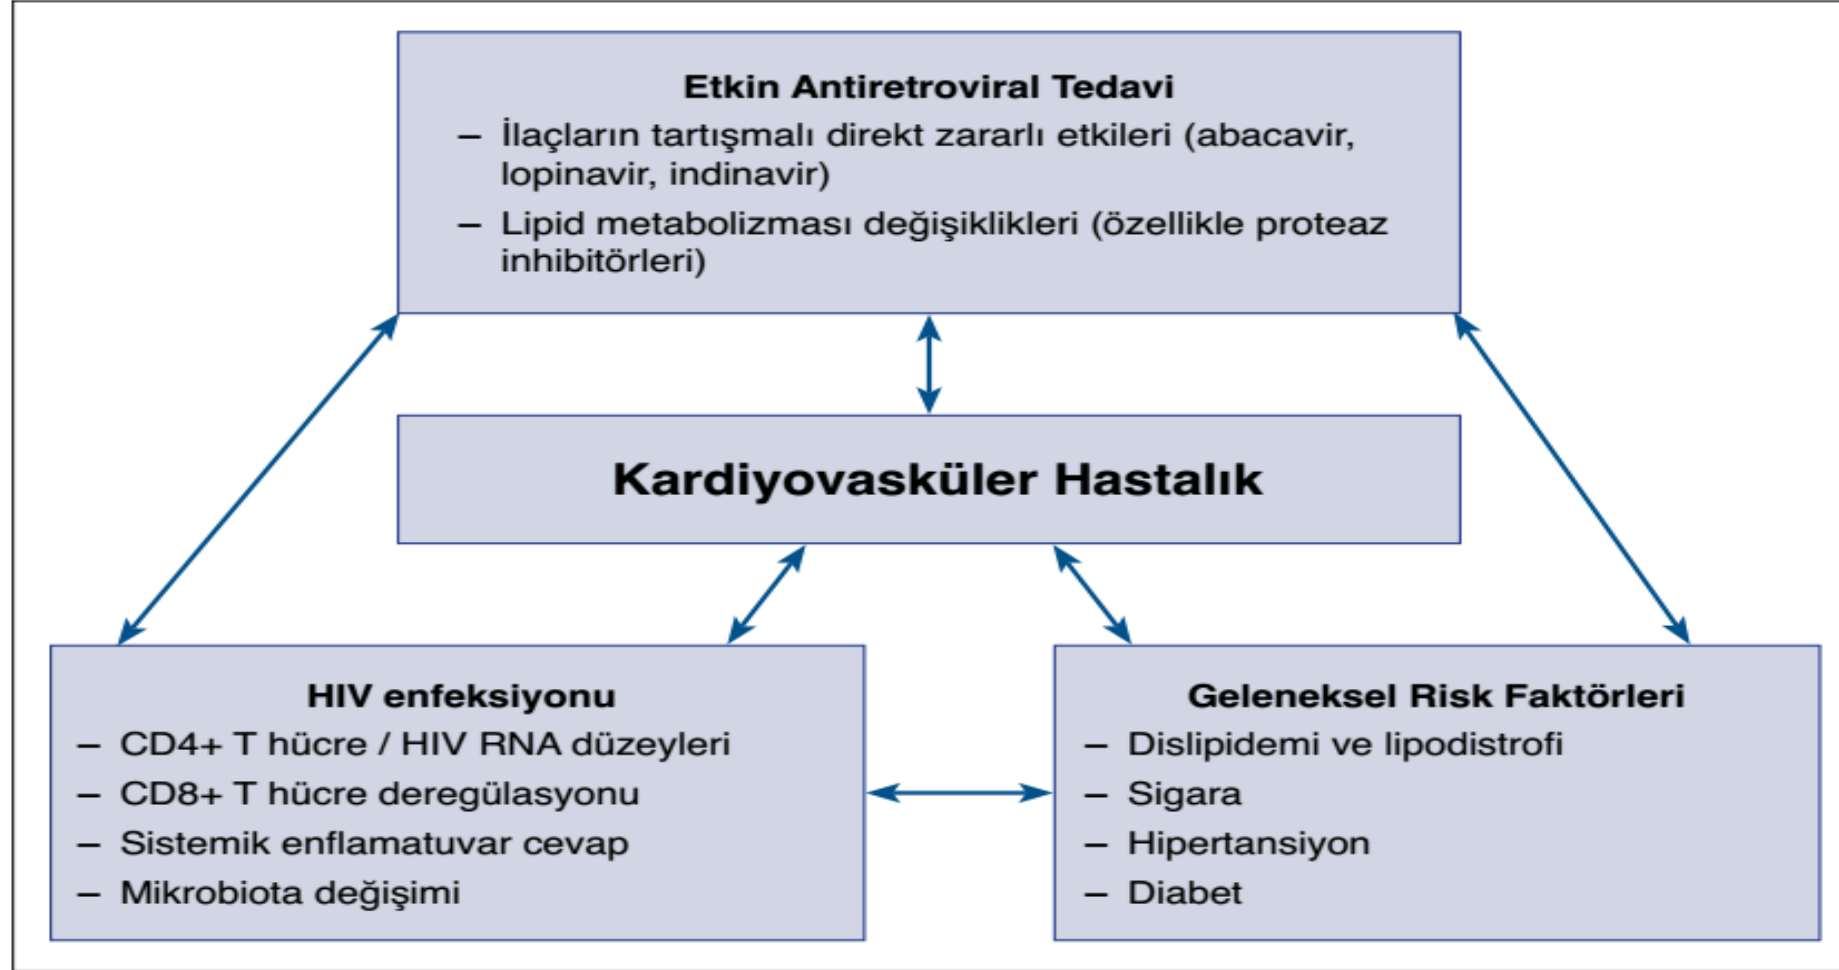 Etkin Antiretroviral Tedavi
– İlaçların tartışmalı direkt zararlı etkileri (abacavir,
lopinavir, indinavir)
– Lipid metabolizması değişiklikleri (özellikle proteaz
inhibitörleri)
Kardiyovasküler Hastalık
HIV enfeksiyonu
– CD4+ T hücre / HIV RNA düzeyleri
– CD8+ T hücre deregülasyonu
– Sistemik enflamatuvar cevap
– Mikrobiota değişimi
Geleneksel Risk Faktörleri
– Dislipidemi ve lipodistrofi
– Sigara
– Hipertansiyon
– Diabet